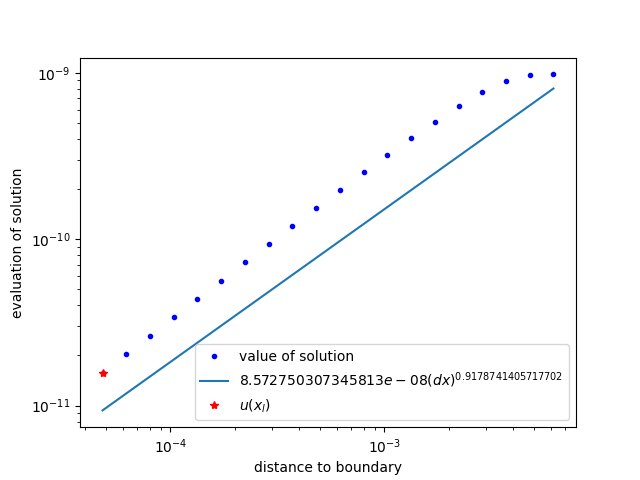 10⁻⁹
10⁻¹⁰
10⁻¹¹
evaluation of solution
value of solution
8.572750307345813e − 08(dx)^0.9178741405717702
u(x_l)
10⁻⁴
10⁻³
distance to boundary